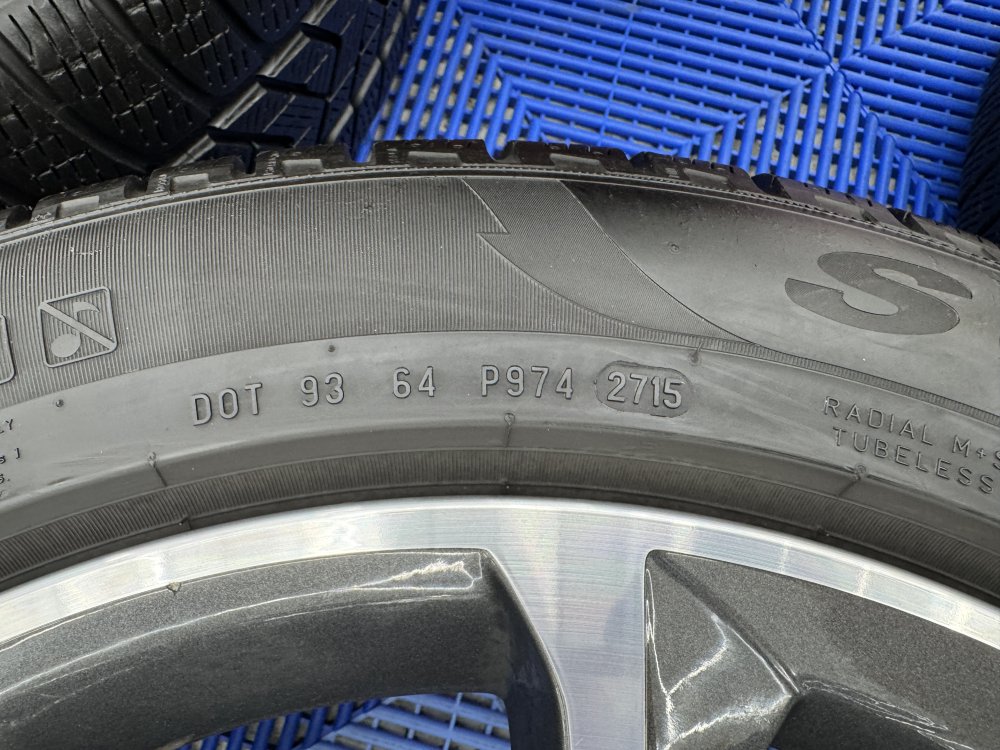 S
DOT 93 64 P974 2715
RADIAL M+S
TUBELESS